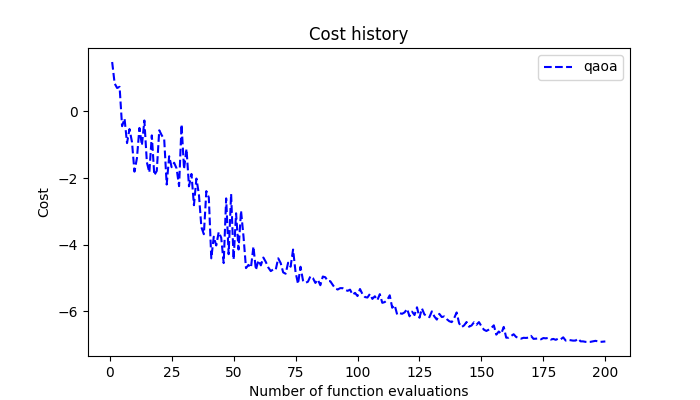 Cost history
qaoa
0
−2
−4
−6
Cost
0 25 50 75 100 125 150 175 200
Number of function evaluations